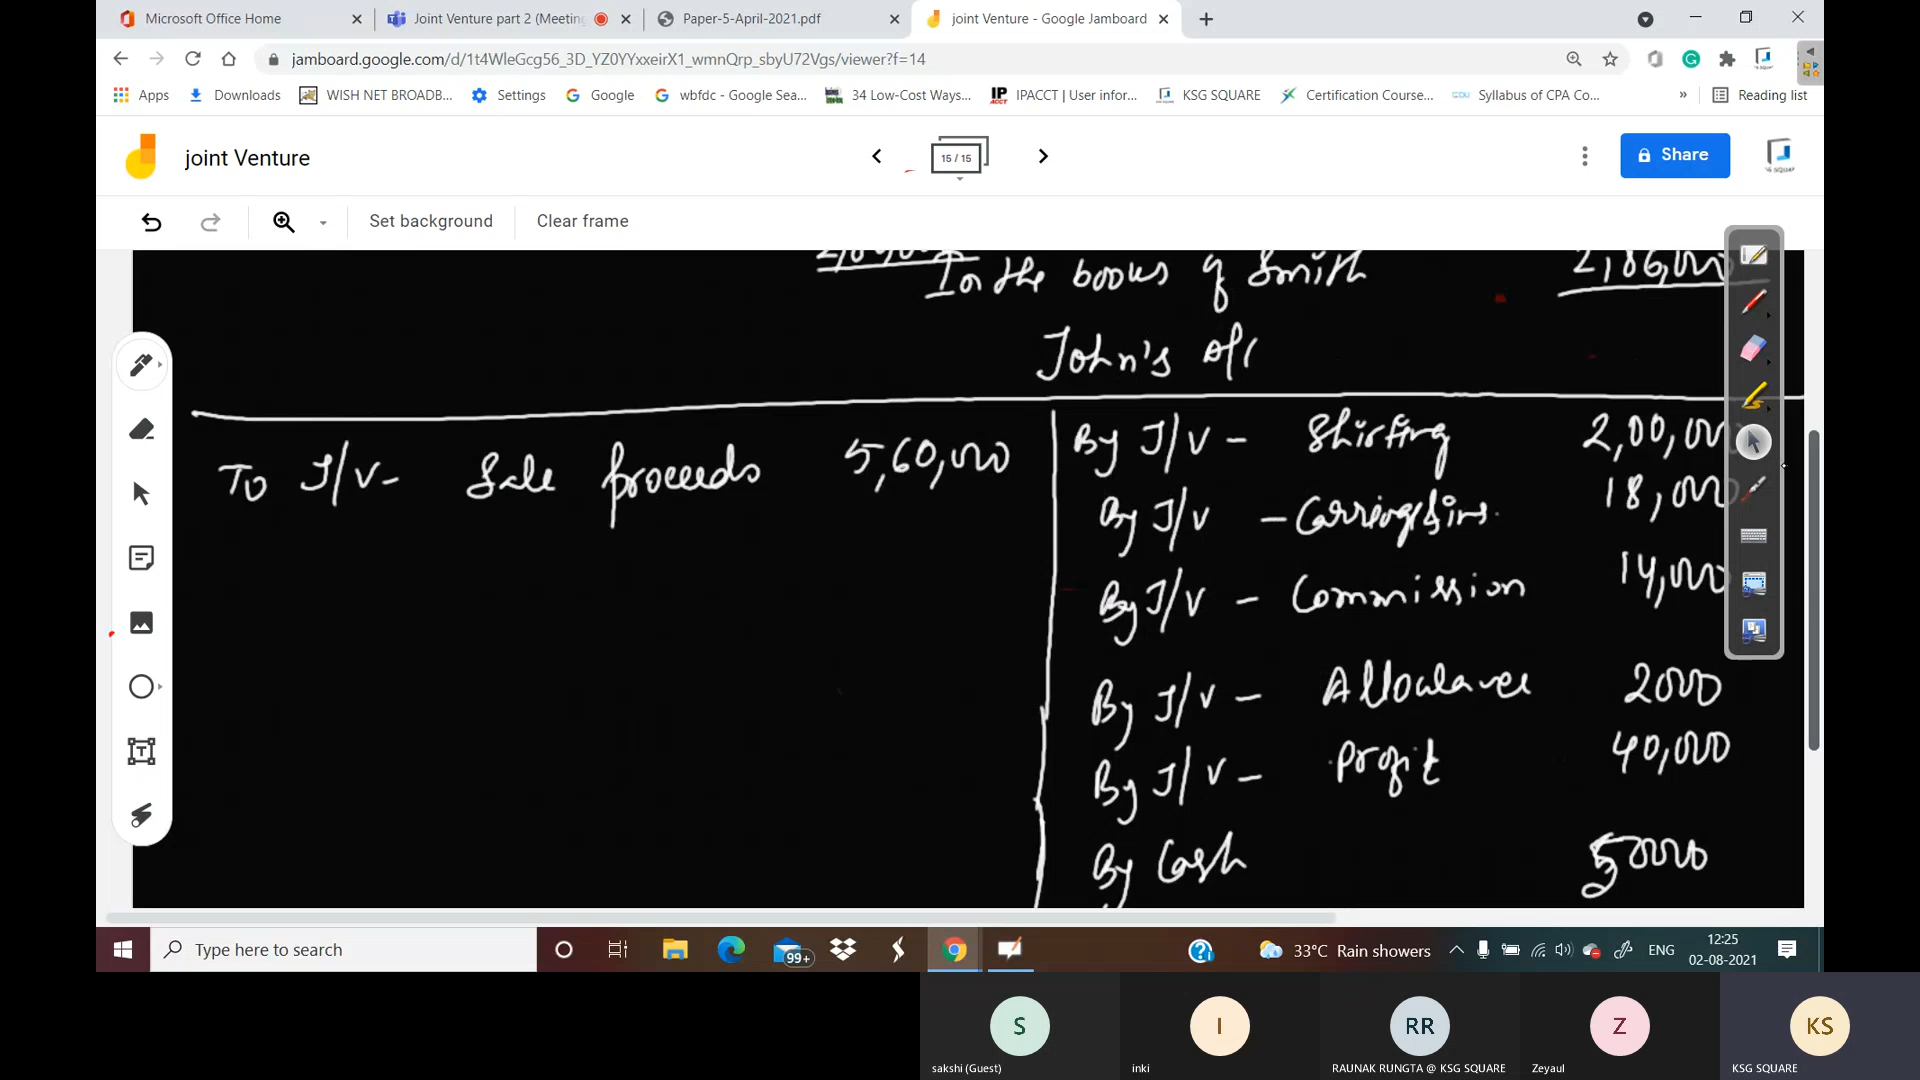 Microsoft Office Home
Joint Venture part 2 (Meetin
Paper-5-April-2021.pdf
joint Venture - Google Jamboard
jamboard.google.com/d/1t4WleGcg56_3D_YZ0YYxxeirX1_wmnQrp_sbyU72Vgs/viewer?f=14
Apps
Downloads
WISH NET BROADB...
Settings
Google
wbfdc - Google Sea...
34 Low-Cost Ways...
IPACCT | User infor...
KSG SQUARE
Certification Course...
Syllabus of CPA Co...
»
Reading list
joint Venture
15 / 15
Share
Set background
Clear frame
In the books of Smith
2,86,000
John's A/c
To J/V- Sale proceeds 5,60,000
By J/V - Shirting 2,00,000
By J/V - 18,000
By J/V - Commission 14,000
By J/V - Allowance 2000
By J/V - Profit 40,000
By Cash
Type here to search
99+
33°C Rain showers
ENG
12:25
02-08-2021
S
I
RR
Z
KS
sakshi (Guest)
inki
RAUNAK RUNGTA @ KSG SQUARE
Zeyaul
KSG SQUARE